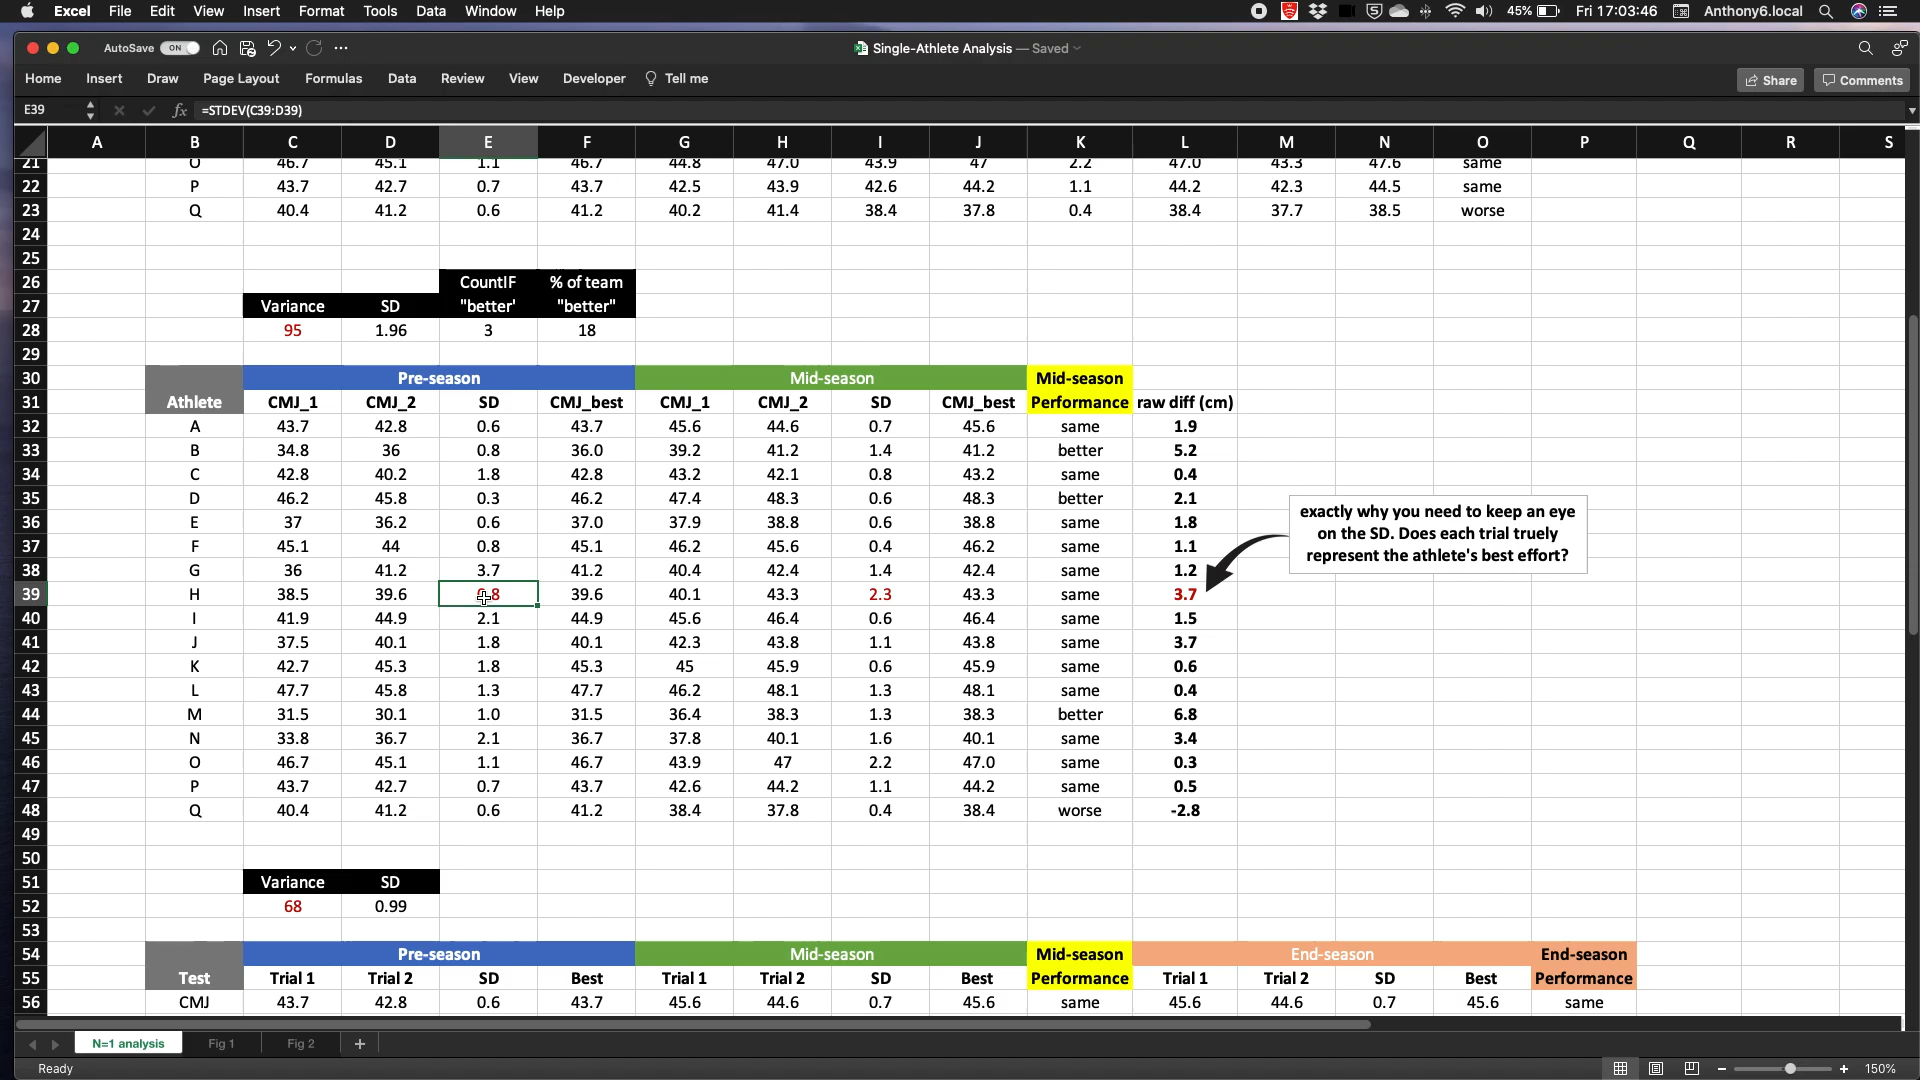 Excel File Edit View Insert Format Tools Data Window Help 45% Fri 17:03:46 Anthony6.local
AutoSave ON Single-Athlete Analysis — Saved
Home Insert Draw Page Layout Formulas Data Review View Developer Tell me Share Comments
E39 fx =STDEV(C39:D39)
A B C D E F G H I J K L M N O P Q R S
21 O 46.7 45.1 1.1 46.7 44.8 47.0 43.9 47 2.2 47.0 43.3 47.6 same
22 P 43.7 42.7 0.7 43.7 42.5 43.9 42.6 44.2 1.1 44.2 42.3 44.5 same
23 Q 40.4 41.2 0.6 41.2 40.2 41.4 38.4 37.8 0.4 38.4 37.7 38.5 worse
24
25
26 CountIF % of team
27 Variance SD "better' "better"
28 95 1.96 3 18
29
30 Pre-season Mid-season Mid-season
31 Athlete CMJ_1 CMJ_2 SD CMJ_best CMJ_1 CMJ_2 SD CMJ_best Performance raw diff (cm)
32 A 43.7 42.8 0.6 43.7 45.6 44.6 0.7 45.6 same 1.9
33 B 34.8 36 0.8 36.0 39.2 41.2 1.4 41.2 better 5.2
34 C 42.8 40.2 1.8 42.8 43.2 42.1 0.8 43.2 same 0.4
35 D 46.2 45.8 0.3 46.2 47.4 48.3 0.6 48.3 better 2.1
36 E 37 36.2 0.6 37.0 37.9 38.8 0.6 38.8 same 1.8
37 F 45.1 44 0.8 45.1 46.2 45.6 0.4 46.2 same 1.1
38 G 36 41.2 3.7 41.2 40.4 42.4 1.4 42.4 same 1.2
39 H 38.5 39.6 39.6 40.1 43.3 2.3 43.3 same 3.7
40 I 41.9 44.9 2.1 44.9 45.6 46.4 0.6 46.4 same 1.5
41 J 37.5 40.1 1.8 40.1 42.3 43.8 1.1 43.8 same 3.7
42 K 42.7 45.3 1.8 45.3 45 45.9 0.6 45.9 same 0.6
43 L 47.7 45.8 1.3 47.7 46.2 48.1 1.3 48.1 same 0.4
44 M 31.5 30.1 1.0 31.5 36.4 38.3 1.3 38.3 better 6.8
45 N 33.8 36.7 2.1 36.7 37.8 40.1 1.6 40.1 same 3.4
46 O 46.7 45.1 1.1 46.7 43.9 47 2.2 47.0 same 0.3
47 P 43.7 42.7 0.7 43.7 42.6 44.2 1.1 44.2 same 0.5
48 Q 40.4 41.2 0.6 41.2 38.4 37.8 0.4 38.4 worse -2.8
exactly why you need to keep an eye
on the SD. Does each trial truely
represent the athlete's best effort?
49
50
51 Variance SD
52 68 0.99
53
54 Pre-season Mid-season Mid-season End-season End-season
55 Test Trial 1 Trial 2 SD Best Trial 1 Trial 2 SD Best Performance Trial 1 Trial 2 SD Best Performance
56 CMJ 43.7 42.8 0.6 43.7 45.6 44.6 0.7 45.6 same 45.6 44.6 0.7 45.6 same
N=1 analysis Fig 1 Fig 2
Ready 150%